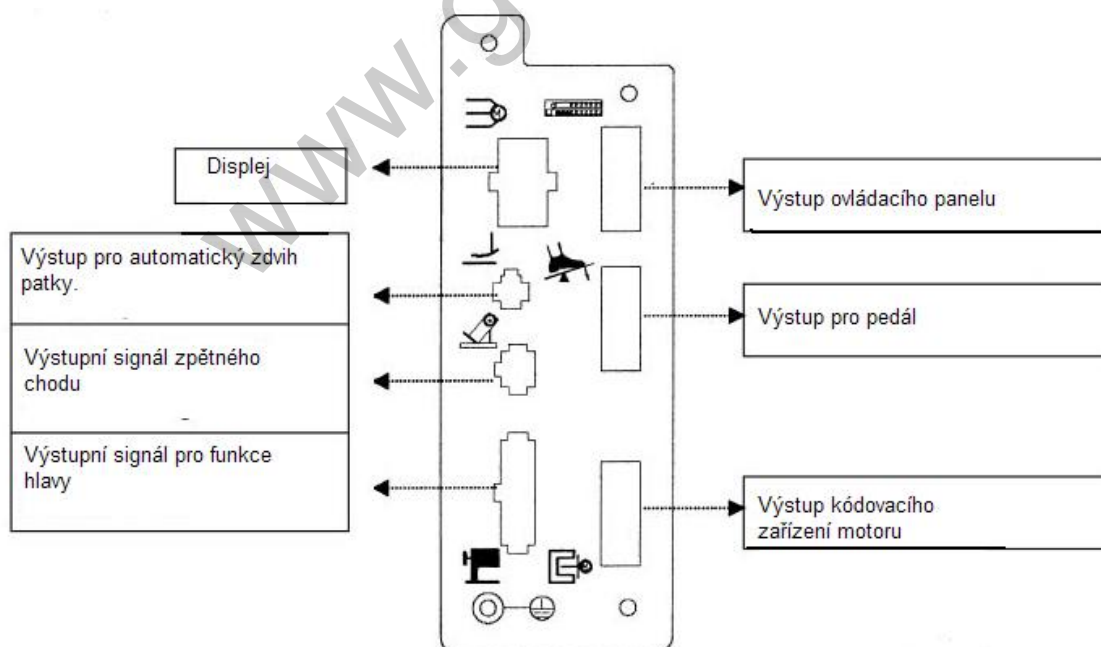 www.g
Displej
Výstup pro automatický zdvih
patky.
Výstupní signál zpětného
chodu
Výstupní signál pro funkce
hlavy
M
Výstup ovládacího panelu
Výstup pro pedál
Výstup kódovacího
zařízení motoru